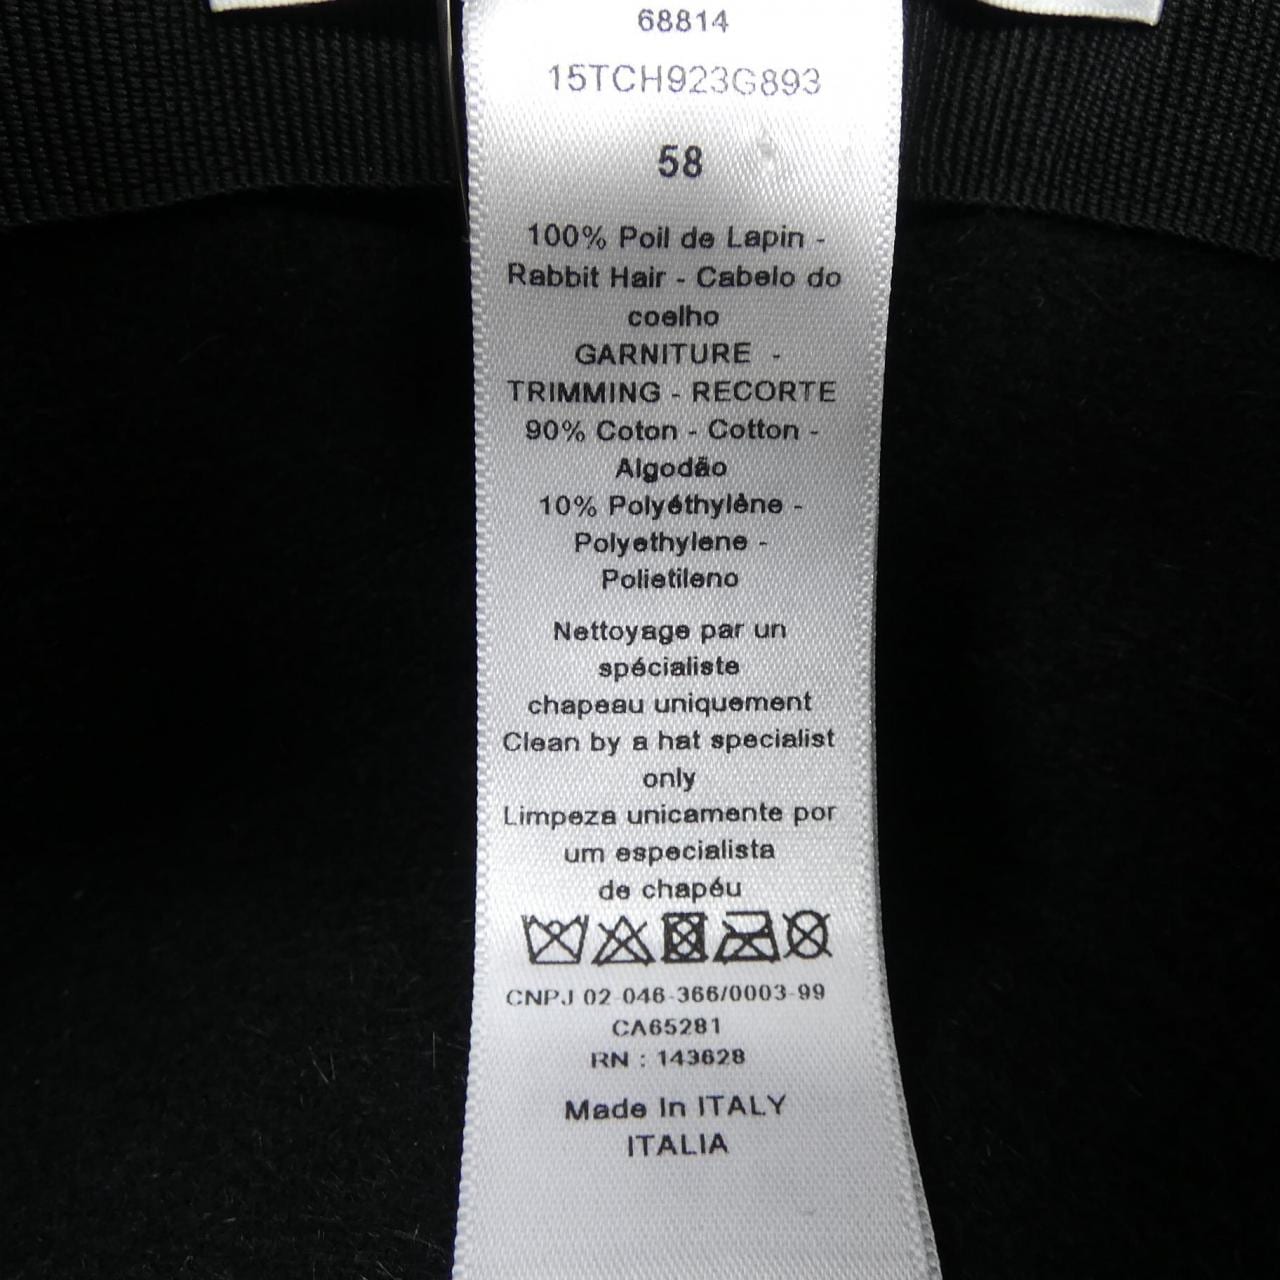 68814
15TCH923G893
58
100% Poil de Lapin -
Rabbit Hair - Cabelo do
coelho
GARNITURE -
TRIMMING - RECORTE
90% Coton - Cotton -
Algodão
10% Polyéthylène -
Polyethylene -
Polietileno
Nettoyage par un
spécialiste
chapeau uniquement
Clean by a hat specialist
only
Limpeza unicamente por
um especialista
de chapéu
CNPJ 02-046-366/0003-99
CA65281
RN : 143628
Made In ITALY
ITALIA